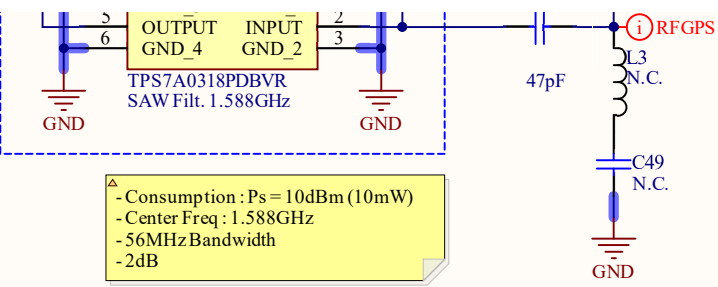 5 OUTPUT INPUT 2
6 GND_4 GND_2 3
TPS7A0318PDBVR
SAW Filt. 1.588GHz
GND
GND
47pF
i RFGPS
L3
N.C.
C49
N.C.
GND
- Consumption : Ps = 10dBm (10mW)
- Center Freq : 1.588GHz
- 56MHz Bandwidth
- 2dB